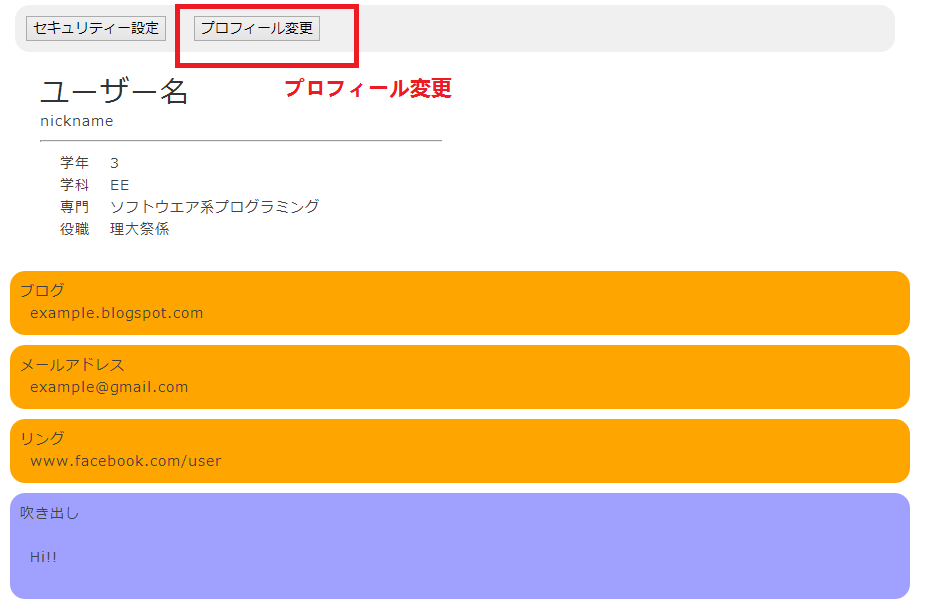 セキュリティー設定 プロフィール変更
ユーザー名 プロフィール変更
nickname
学年 3
学科 EE
専門 ソフトウエア系プログラミング
役職 理大祭係
ブログ
example.blogspot.com
メールアドレス
example@gmail.com
リング
www.facebook.com/user
吹き出し
Hi!!